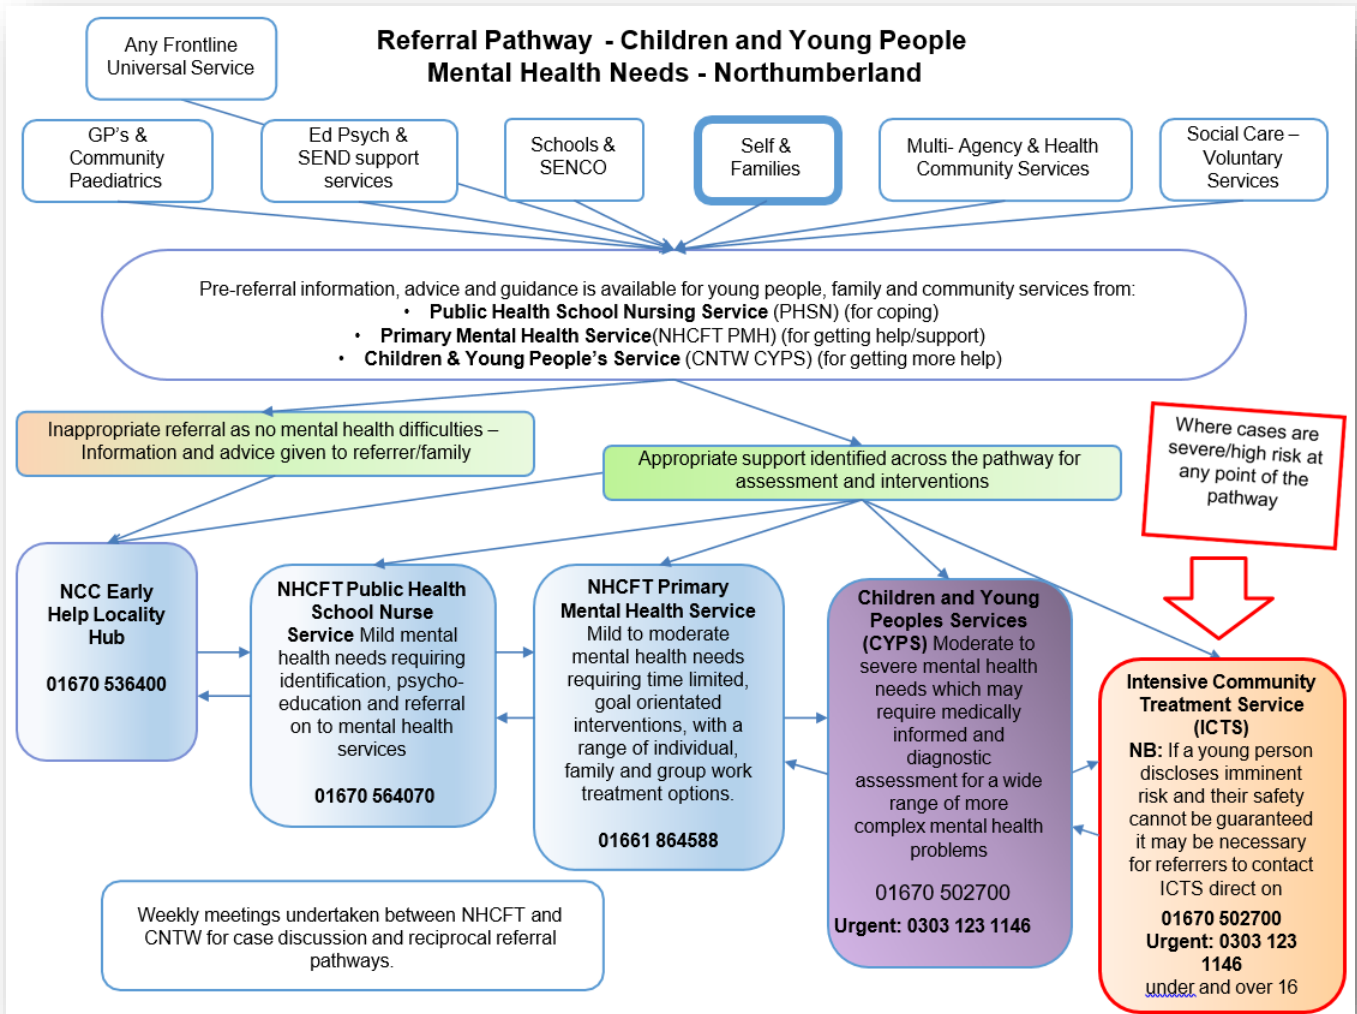 Any Frontline
Universal Service
Referral Pathway - Children and Young People
Mental Health Needs - Northumberland
GP's &
Community
Paediatrics
Ed Psych &
SEND support
services
Schools &
SENCO
Self &
Families
Multi- Agency & Health
Community Services
Social Care –
Voluntary
Services
Pre-referral information, advice and guidance is available for young people, family and community services from:
• Public Health School Nursing Service (PHSN) (for coping)
• Primary Mental Health Service(NHCFT PMH) (for getting help/support)
• Children & Young People's Service (CNTW CYPS) (for getting more help)
Inappropriate referral as no mental health difficulties –
Information and advice given to referrer/family
Appropriate support identified across the pathway for
assessment and interventions
Where cases are
severe/high risk at
any point of the
pathway
NCC Early
Help Locality
Hub
01670 536400
NHCFT Public Health
School Nurse
Service Mild mental
health needs requiring
identification, psycho-
education and referral
on to mental health
services
01670 564070
NHCFT Primary
Mental Health Service
Mild to moderate
mental health needs
requiring time limited,
goal orientated
interventions, with a
range of individual,
family and group work
treatment options.
01661 864588
Children and Young
Peoples Services
(CYPS) Moderate to
severe mental health
needs which may
require medically
informed and
diagnostic
assessment for a wide
range of more
complex mental health
problems
01670 502700
Urgent: 0303 123 1146
Intensive Community
Treatment Service
(ICTS)
NB: If a young person
discloses imminent
risk and their safety
cannot be guaranteed
it may be necessary
for referrers to contact
ICTS direct on
01670 502700
Urgent: 0303 123
1146
under and over 16
Weekly meetings undertaken between NHCFT and
CNTW for case discussion and reciprocal referral
pathways.